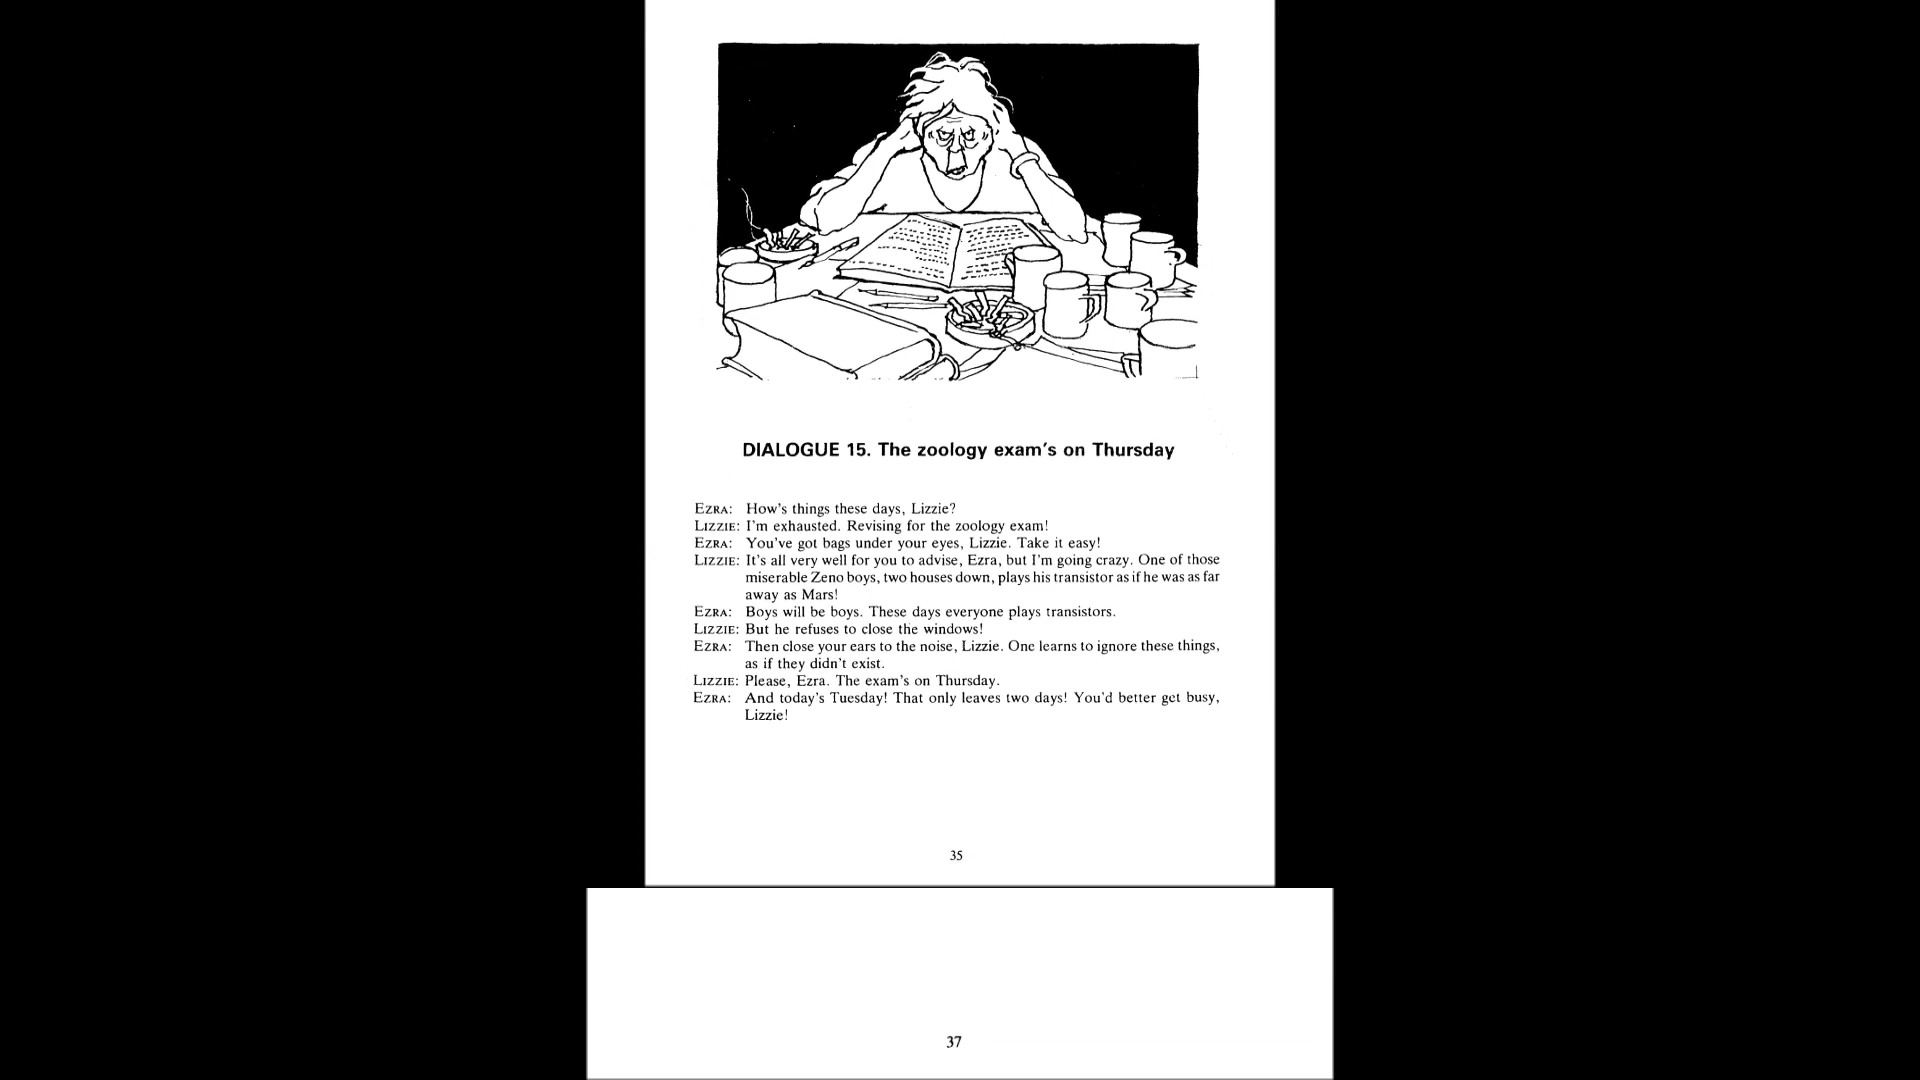 DIALOGUE 15. The zoology exam's on Thursday
EZRA: How's things these days, Lizzie?
LIZZIE: I'm exhausted. Revising for the zoology exam!
EZRA: You've got bags under your eyes, Lizzie. Take it easy!
LIZZIE: It's all very well for you to advise, Ezra, but I'm going crazy. One of those
miserable Zeno boys, two houses down, plays his transistor as if he was as far
away as Mars!
EZRA: Boys will be boys. These days everyone plays transistors.
LIZZIE: But he refuses to close the windows!
EZRA: Then close your ears to the noise, Lizzie. One learns to ignore these things,
as if they didn't exist.
LIZZIE: Please, Ezra. The exam's on Thursday.
EZRA: And today's Tuesday! That only leaves two days! You'd better get busy,
Lizzie!
35
37